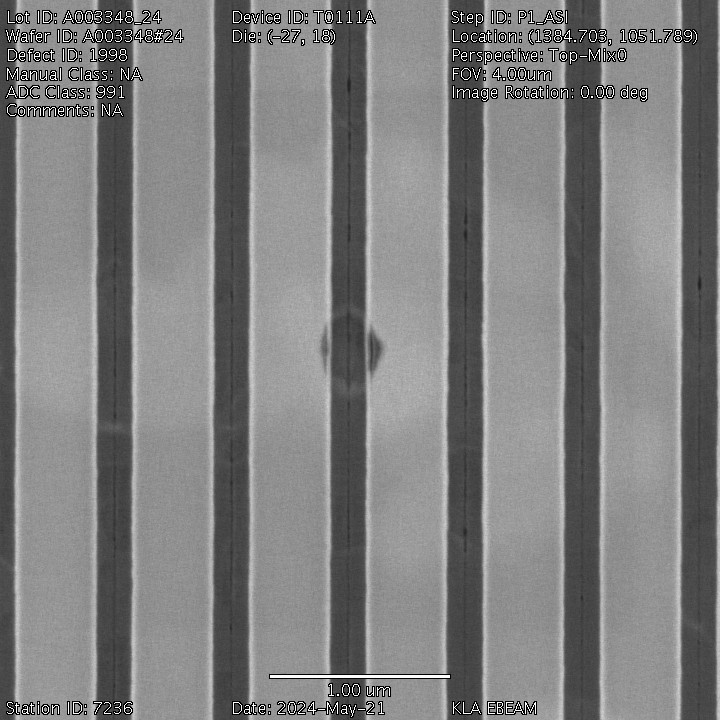 Lot ID: A003348_24
Wafer ID: A003348#24
Defect ID: 1998
Manual Class: NA
ADC Class: 991
Comments: NA
Device ID: T0111A
Die: (-27, 18)
Step ID: P1_ASI
Location: (1384.703, 1051.789)
Perspective: Top-Mix0
FOV: 4.00um
Image Rotation: 0.00 deg
1.00 um
Station ID: 7236
Date: 2024-May-21
KLA EBEAM